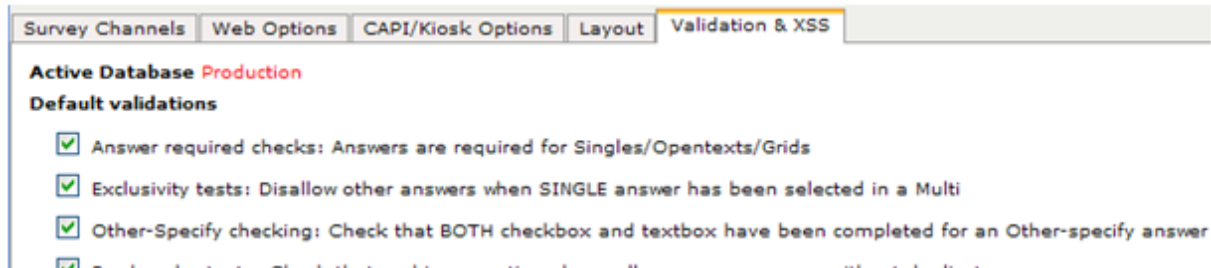 Survey Channels Web Options CAPI/Kiosk Options Layout Validation & XSS
Active Database Production
Default validations
Answer required checks: Answers are required for Singles/Opentexts/Grids
Exclusivity tests: Disallow other answers when SINGLE answer has been selected in a Multi
Other-Specify checking: Check that BOTH checkbox and textbox have been completed for an Other-specify answer